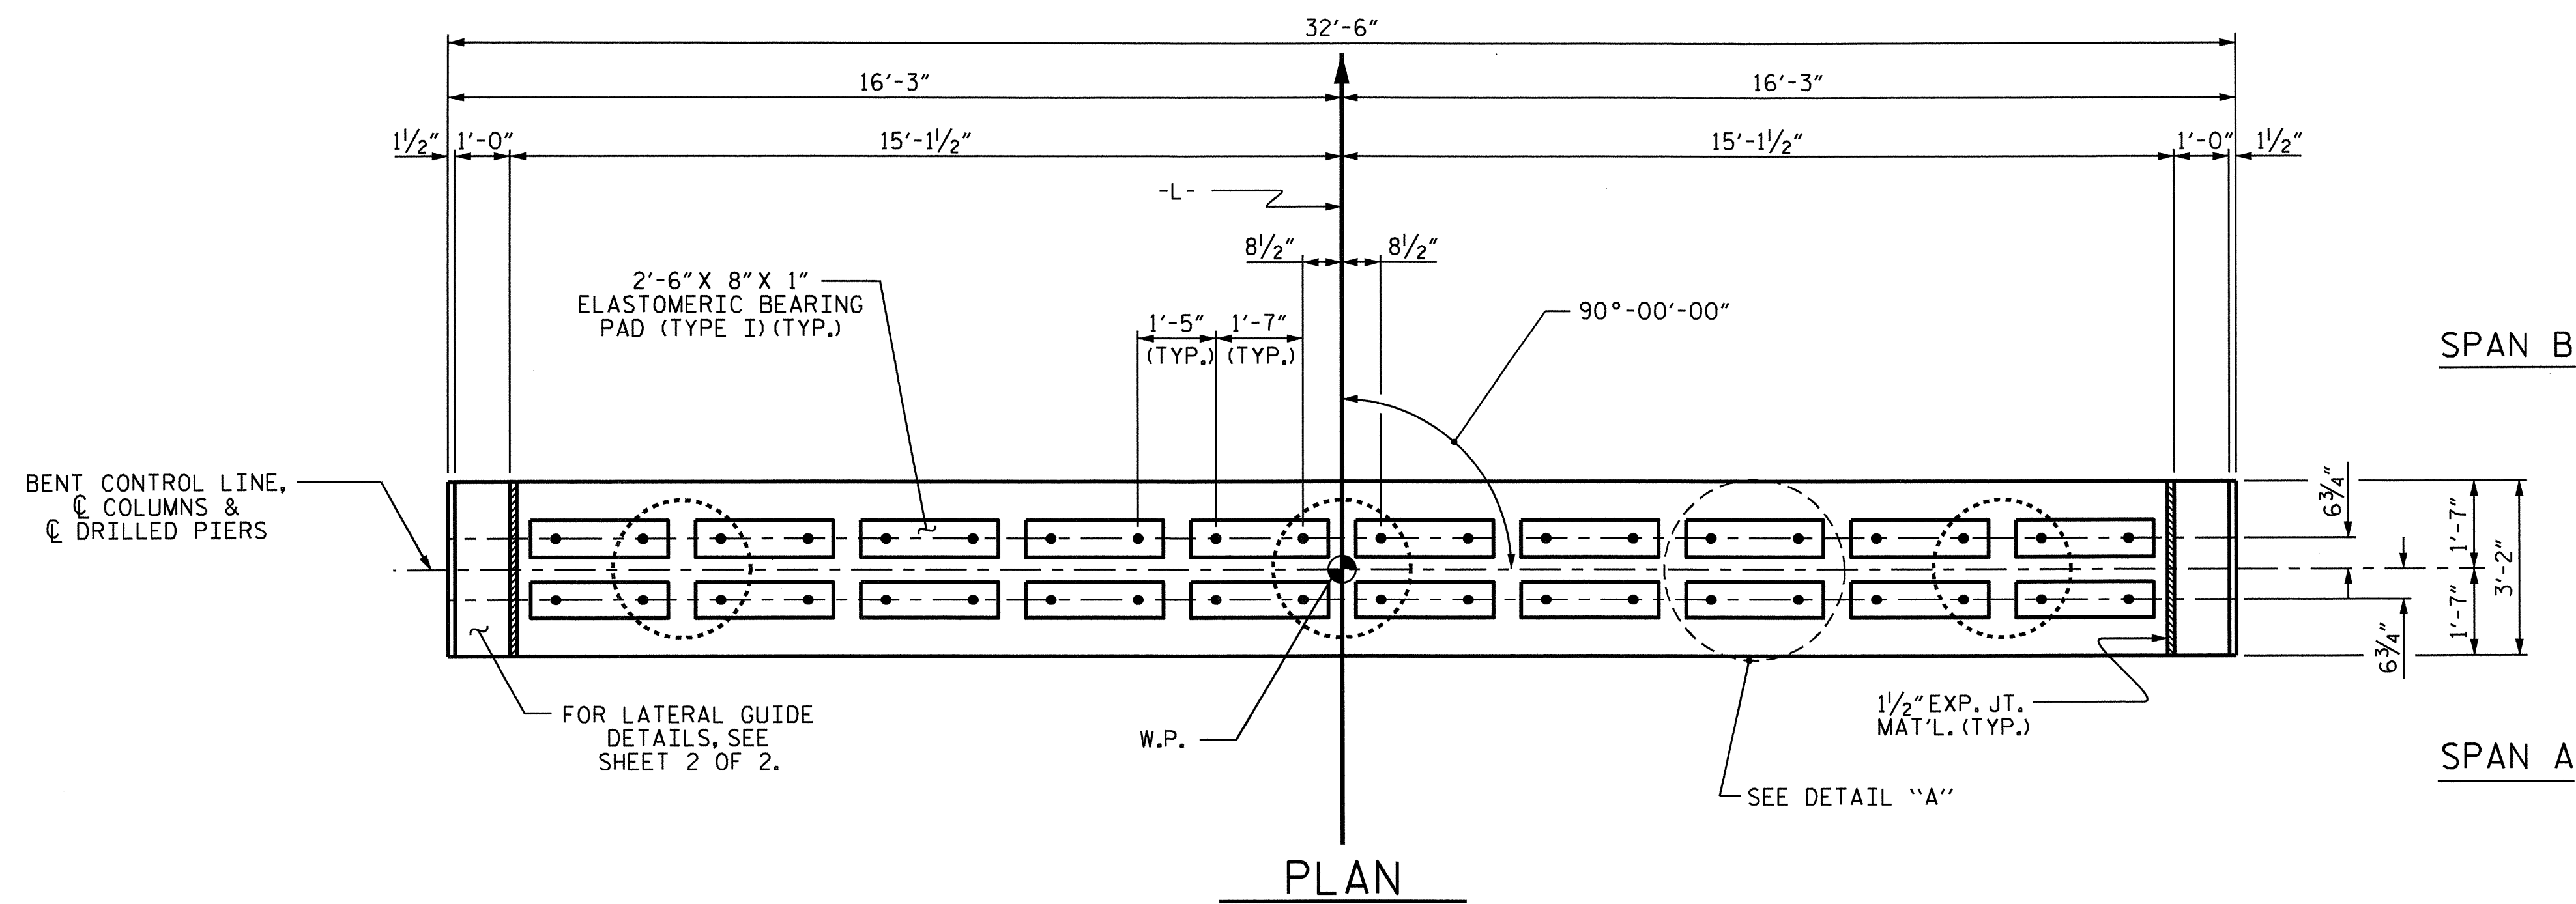 32'-6"
16'-3"
16'-3"
1½"
1'-0"
15'-1½"
15'-1½"
1'-0"
1½"
-L-
8½"
8½"
2'-6" X 8" X 1"
ELASTOMERIC BEARING
PAD (TYPE I)(TYP.)
1'-5"
(TYP.)
1'-7"
(TYP.)
90°-00'-00"
SPAN B
BENT CONTROL LINE,
℄ COLUMNS &
℄ DRILLED PIERS
6¾"
1'-7"
3'-2"
1'-7"
6¾"
FOR LATERAL GUIDE
DETAILS, SEE
SHEET 2 OF 2.
W.P.
1½" EXP. JT.
MAT'L. (TYP.)
SEE DETAIL "A"
SPAN A
PLAN